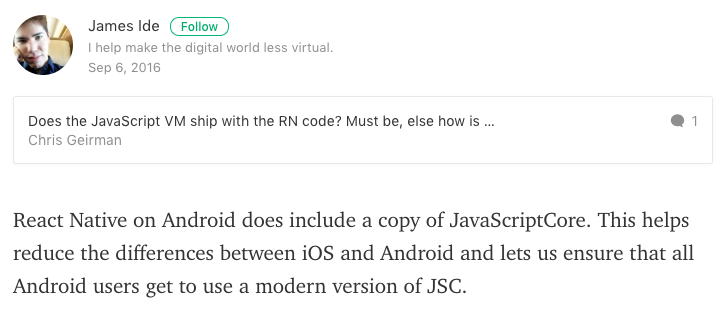 James Ide Follow
I help make the digital world less virtual.
Sep 6, 2016
Does the JavaScript VM ship with the RN code? Must be, else how is ...
1
Chris Geirman
React Native on Android does include a copy of JavaScriptCore. This helps
reduce the differences between iOS and Android and lets us ensure that all
Android users get to use a modern version of JSC.